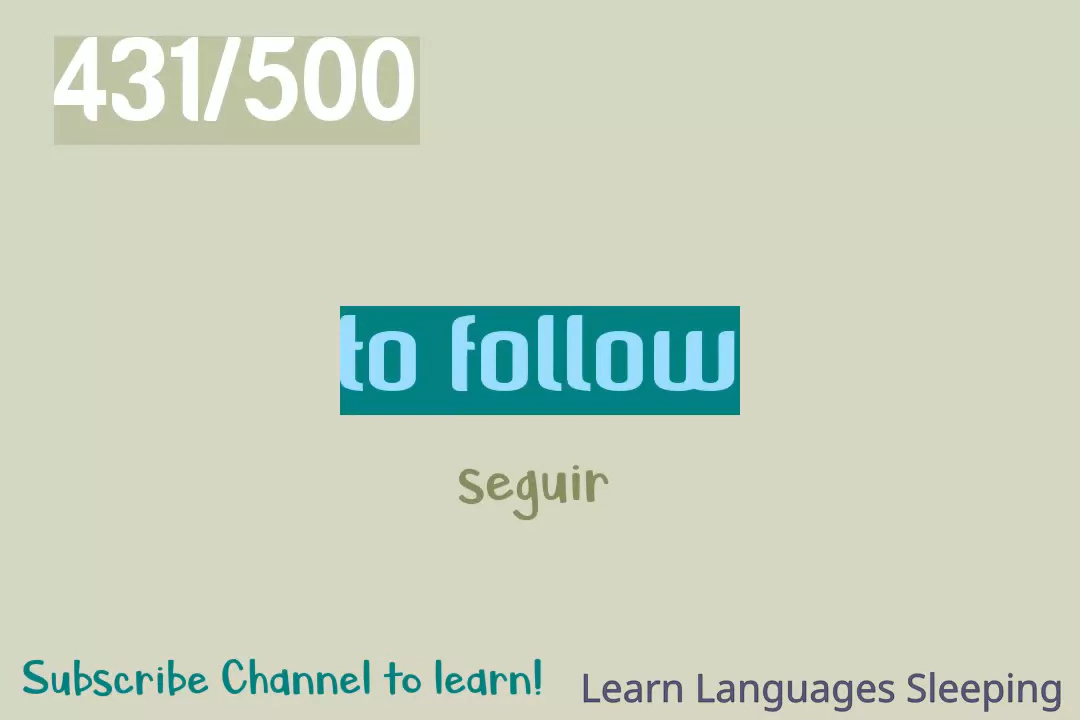 431/500
to follow
seguir
Subscribe Channel to learn!
Learn Languages Sleeping